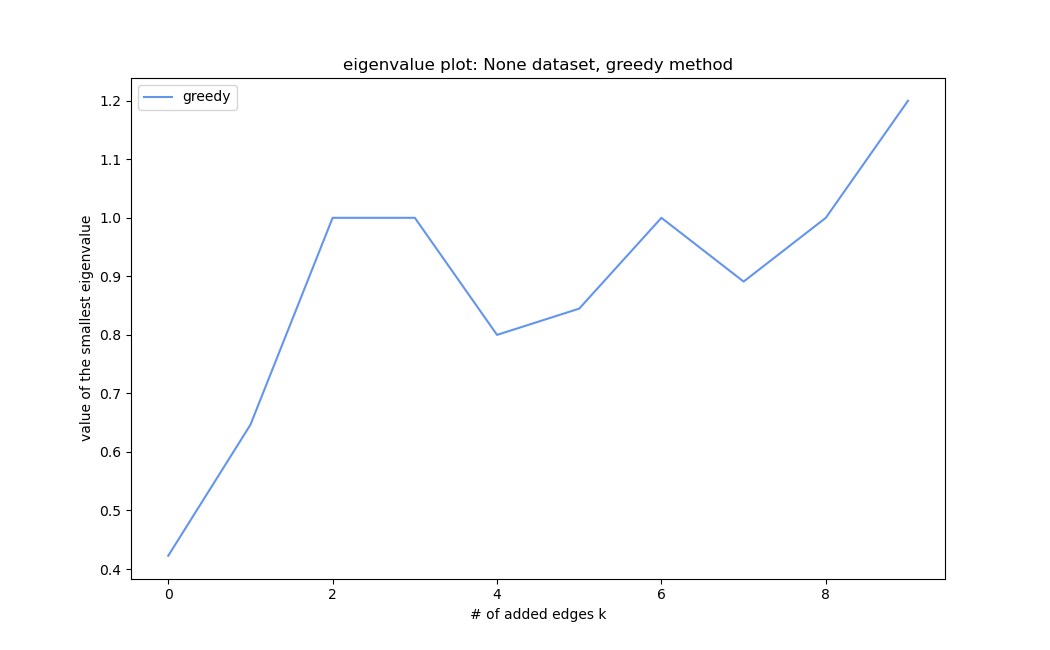 eigenvalue plot: None dataset, greedy method
greedy
value of the smallest eigenvalue
1.2
1.1
1.0
0.9
0.8
0.7
0.6
0.5
0.4
0 2 4 6 8
# of added edges k